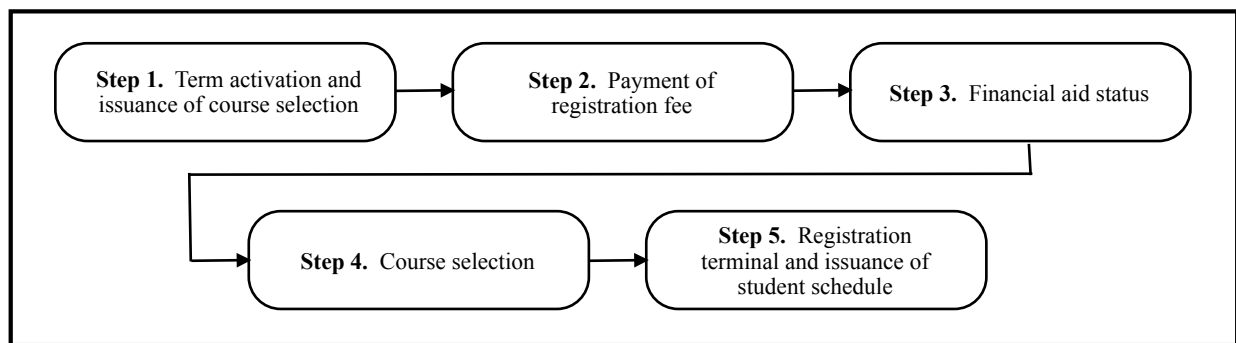 Step 1. Term activation and
issuance of course selection
Step 2. Payment of
registration fee
Step 3. Financial aid status
Step 4. Course selection
Step 5. Registration
terminal and issuance of
student schedule